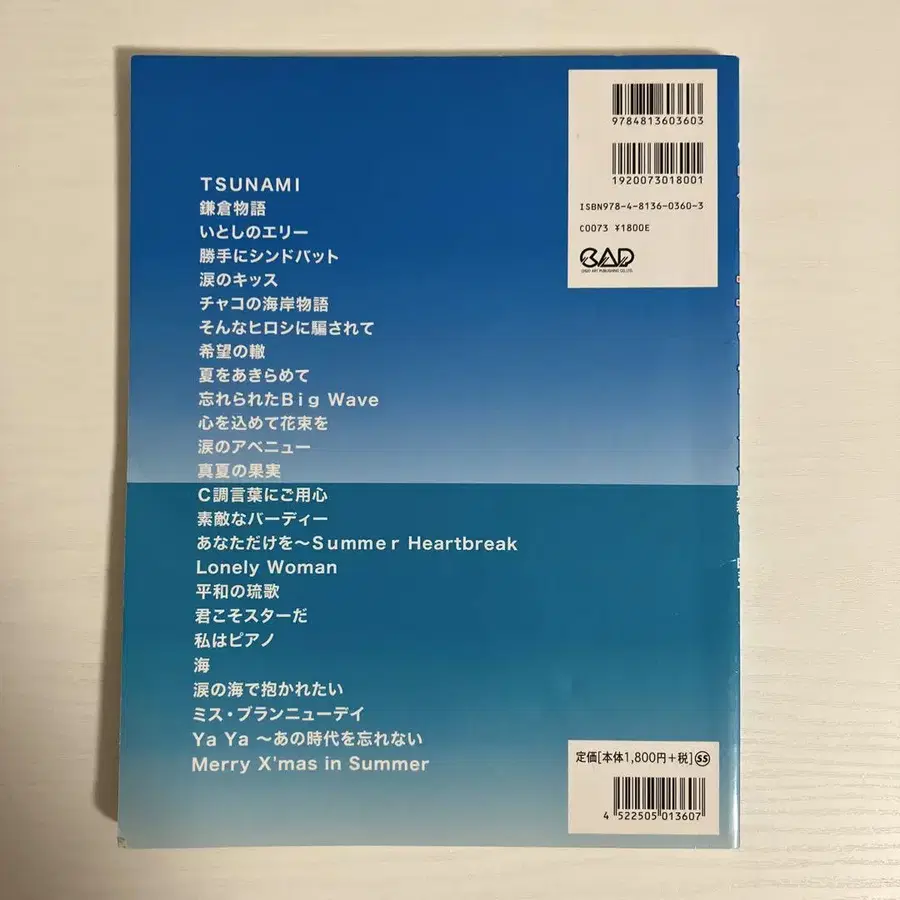 9784813603603
1920073018001
ISBN978-4-8136-0360-3
C0073 ¥1800E
TSUNAMI
鎌倉物語
いとしのエリー
勝手にシンドバット
涙のキッス
チャコの海岸物語
そんなヒロシに騙されて
希望の轍
夏をあきらめて
忘れられたBig Wave
心を込めて花束を
涙のアベニュー
真夏の果実
C調言葉にご用心
素敵なバーディー
あなただけを〜Summer Heartbreak
Lonely Woman
平和の琉歌
君こそスターだ
私はピアノ
海
涙の海で抱かれたい
ミス・ブランニューデイ
Ya Ya 〜あの時代を忘れない
Merry X'mas in Summer
定価[本体1,800円+税] SS
4 522505 013607